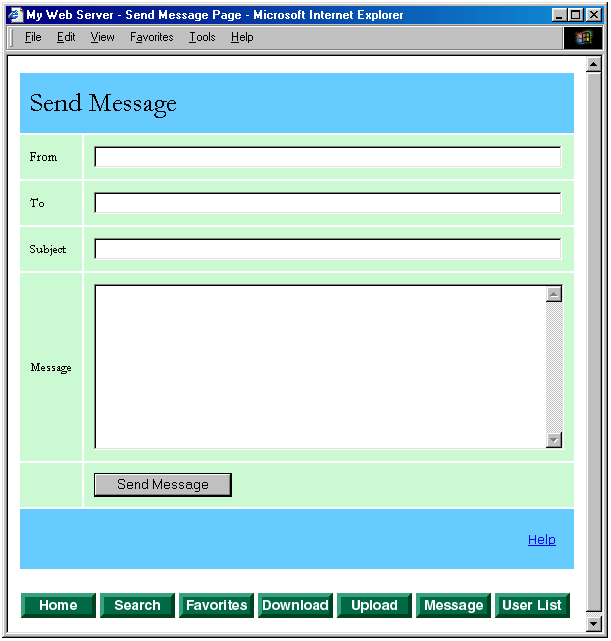 My Web Server - Send Message Page - Microsoft Internet Explorer
File Edit View Favorites Tools Help
Send Message
From
To
Subject
Message
Send Message
Help
Home Search Favorites Download Upload Message User List